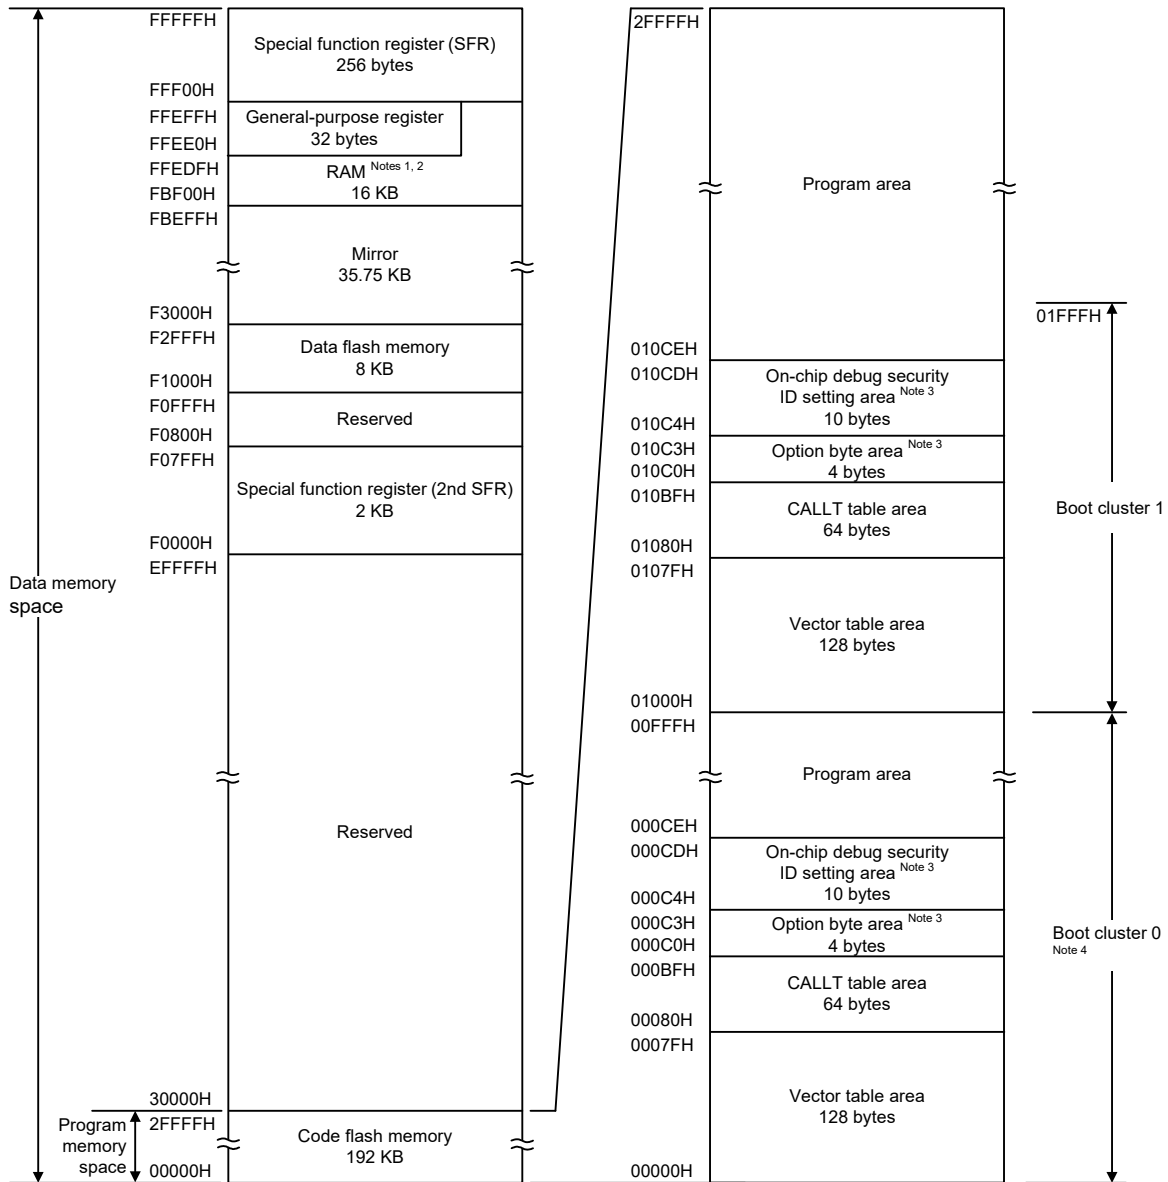 FFFFFH
Special function register (SFR)
256 bytes
FFF00H
FFEFFH
General-purpose register
32 bytes
FFEE0H
FFEDFH
RAM Notes 1, 2
16 KB
FBF00H
FBEFFH
Mirror
35.75 KB
F3000H
F2FFFH
Data flash memory
8 KB
F1000H
F0FFFH
Reserved
F0800H
F07FFH
Special function register (2nd SFR)
2 KB
F0000H
EFFFFH
Data memory
space
Reserved
30000H
2FFFFH
Program
memory
space
Code flash memory
192 KB
00000H
2FFFFH
Program area
01FFFH
010CEH
010CDH
On-chip debug security
ID setting area Note 3
10 bytes
010C4H
010C3H
Option byte area Note 3
4 bytes
010C0H
010BFH
CALLT table area
64 bytes
Boot cluster 1
01080H
0107FH
Vector table area
128 bytes
01000H
00FFFH
Program area
000CEH
000CDH
On-chip debug security
ID setting area Note 3
10 bytes
000C4H
000C3H
Option byte area Note 3
4 bytes
000C0H
Boot cluster 0
Note 4
000BFH
CALLT table area
64 bytes
00080H
0007FH
Vector table area
128 bytes
00000H